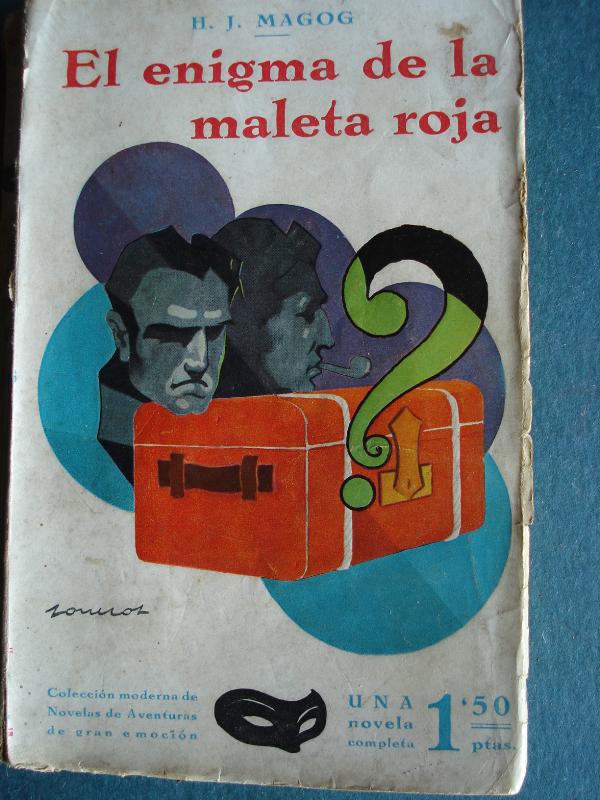 H. J. MAGOG
El enigma de la
maleta roja
Colección moderna de
Novelas de Aventuras
de gran emoción
UNA
novela
completa
1'50
ptas.